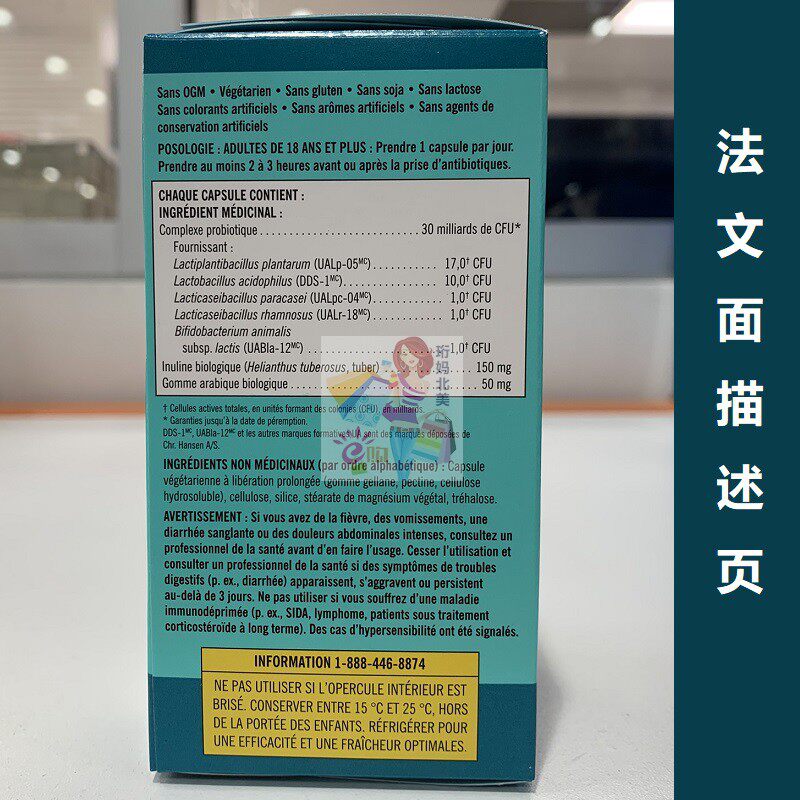 Sans OGM • Végétarien • Sans gluten • Sans soja • Sans lactose
Sans colorants artificiels • Sans arômes artificiels • Sans agents de
conservation artificiels
POSOLOGIE : ADULTES DE 18 ANS ET PLUS : Prendre 1 capsule par jour.
Prendre au moins 2 à 3 heures avant ou après la prise d'antibiotiques.
CHAQUE CAPSULE CONTIENT :
INGRÉDIENT MÉDICINAL :
Complexe probiotique ........................... 30 milliards de CFU*
Fournissant :
Lactiplantibacillus plantarum (UALp-05ᴹᶜ) ............ 17,0† CFU
Lactobacillus acidophilus (DDS-1ᴹᶜ) .................. 10,0† CFU
Lacticaseibacillus paracasei (UALpc-04ᴹᶜ) ............ 1,0† CFU
Lacticaseibacillus rhamnosus (UALr-18ᴹᶜ) ............ 1,0† CFU
Bifidobacterium animalis
subsp. lactis (UABla-12ᴹᶜ) ........................ 1,0† CFU
Inuline biologique (Helianthus tuberosus, tuber) ........ 150 mg
Gomme arabique biologique ........................... 50 mg
† Cellules actives totales, en unités formant des colonies (CFU), en milliards.
* Garanties jusqu'à la date de péremption.
DDS-1ᴹᶜ, UABla-12ᴹᶜ et les autres marques formatives UA sont des marques déposées de
Chr. Hansen A/S.
INGRÉDIENTS NON MÉDICINAUX (par ordre alphabétique) : Capsule
végétarienne à libération prolongée (gomme gellane, pectine, cellulose
hydrosoluble), cellulose, silice, stéarate de magnésium végétal, tréhalose.
AVERTISSEMENT : Si vous avez de la fièvre, des vomissements, une
diarrhée sanglante ou des douleurs abdominales intenses, consultez un
professionnel de la santé avant d'en faire l'usage. Cesser l'utilisation et
consulter un professionnel de la santé si des symptômes de troubles
digestifs (p. ex., diarrhée) apparaissent, s'aggravent ou persistent
au-delà de 3 jours. Ne pas utiliser si vous souffrez d'une maladie
immunodéprimée (p. ex., SIDA, lymphome, patients sous traitement
corticostéroïde à long terme). Des cas d'hypersensibilité ont été signalés.
INFORMATION 1-888-446-8874
NE PAS UTILISER SI L'OPERCULE INTÉRIEUR EST
BRISÉ. CONSERVER ENTRE 15 °C ET 25 °C, HORS
DE LA PORTÉE DES ENFANTS. RÉFRIGÉRER POUR
UNE EFFICACITÉ ET UNE FRAÎCHEUR OPTIMALES.
珩妈北美
e购
法文面描述页